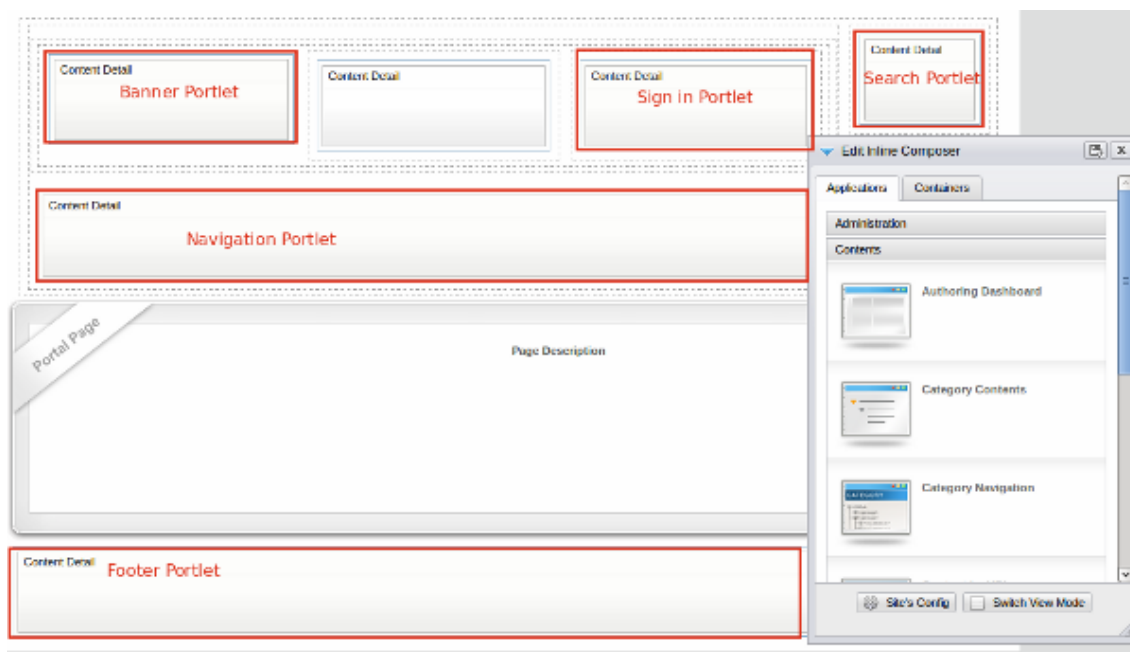 Content Detail
Banner Portlet
Content Detail
Content Detail
Sign in Portlet
Content Detail
Search Portlet
Content Detail
Navigation Portlet
Portal Page
Page Description
Content Detail
Footer Portlet
Edit Inline Composer
Applications
Containers
Administration
Contents
Authoring Dashboard
Category Contents
Category Navigation
Site's Config
Switch View Mode